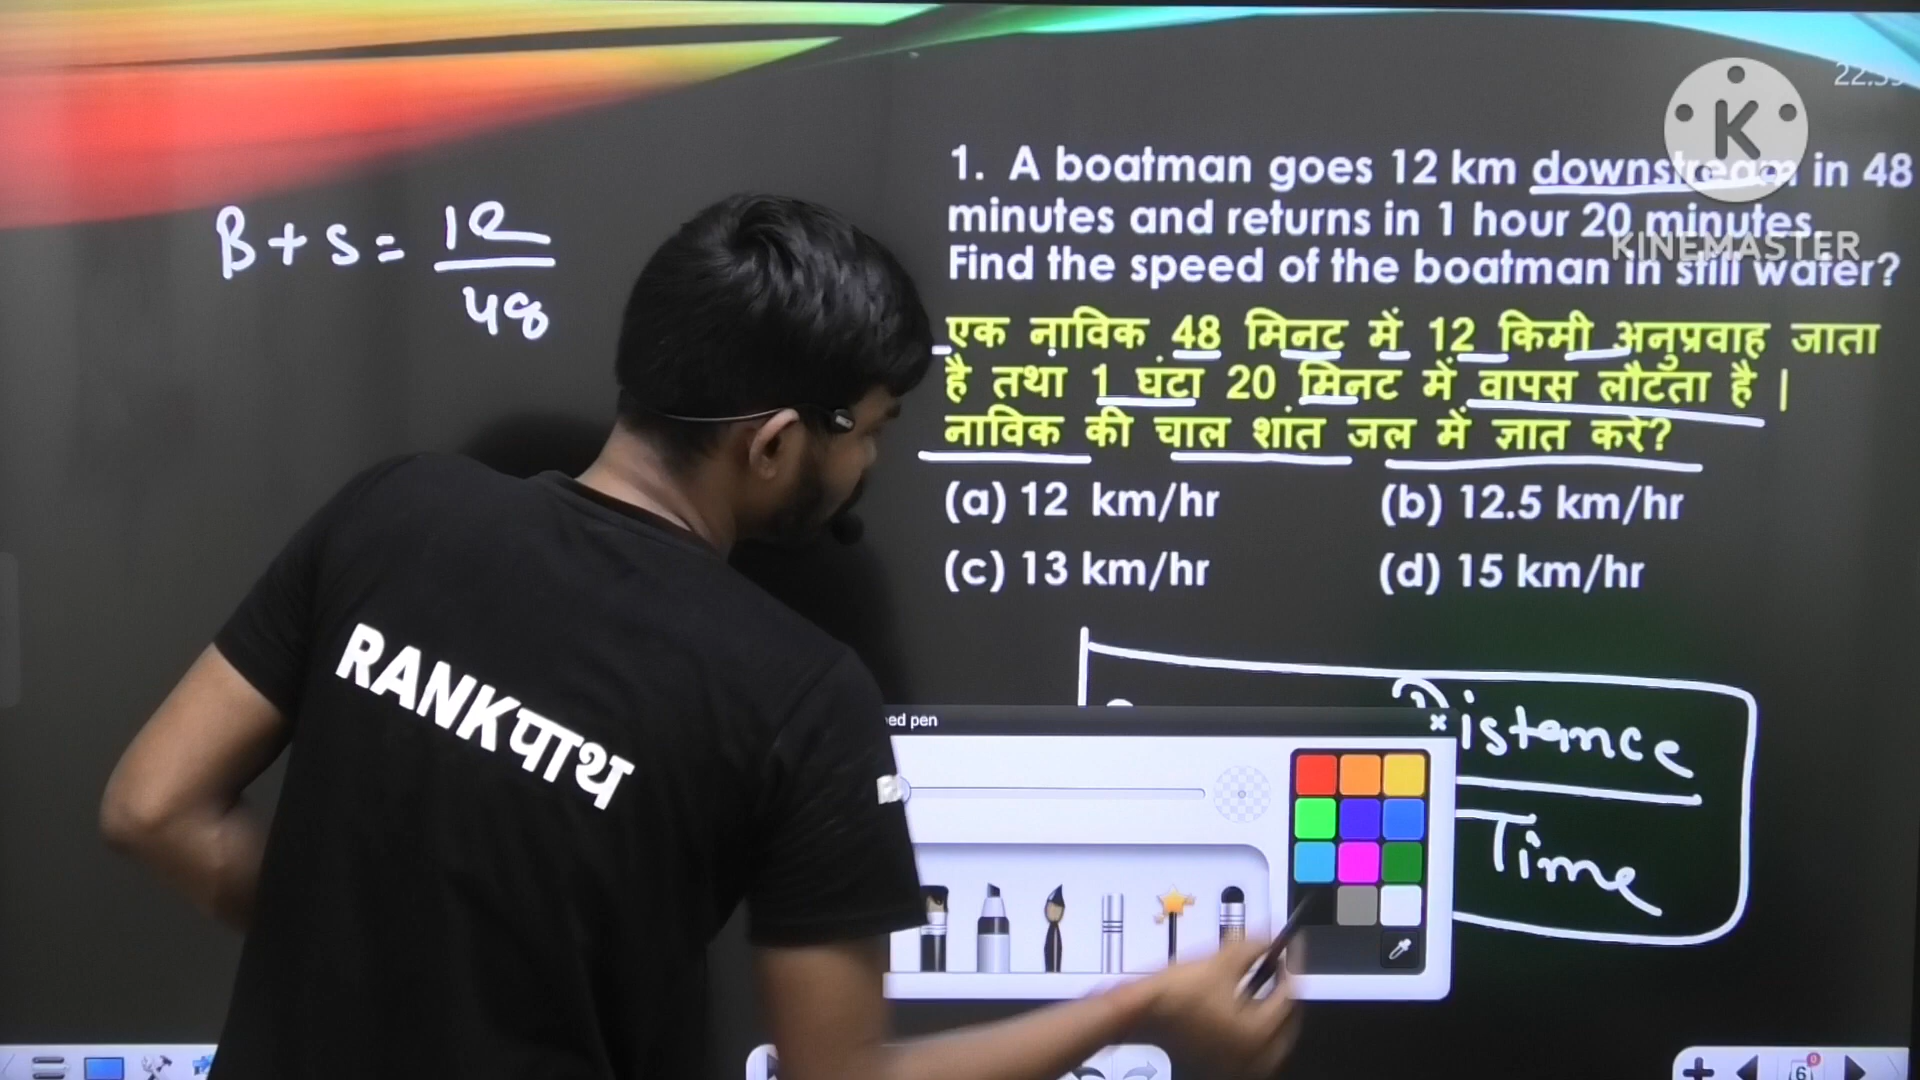 B + S = 12
48
1. A boatman goes 12 km downstream in 48
minutes and returns in 1 hour 20 minutes.
Find the speed of the boatman in still water?
एक नाविक 48 मिनट में 12 किमी अनुप्रवाह जाता
है तथा 1 घंटा 20 मिनट में वापस लौटता है |
नाविक की चाल शांत जल में ज्ञात करे?
(a) 12 km/hr (b) 12.5 km/hr
(c) 13 km/hr (d) 15 km/hr
K
KINEMASTER
Distance
Time
pen
RANKपाथ
6